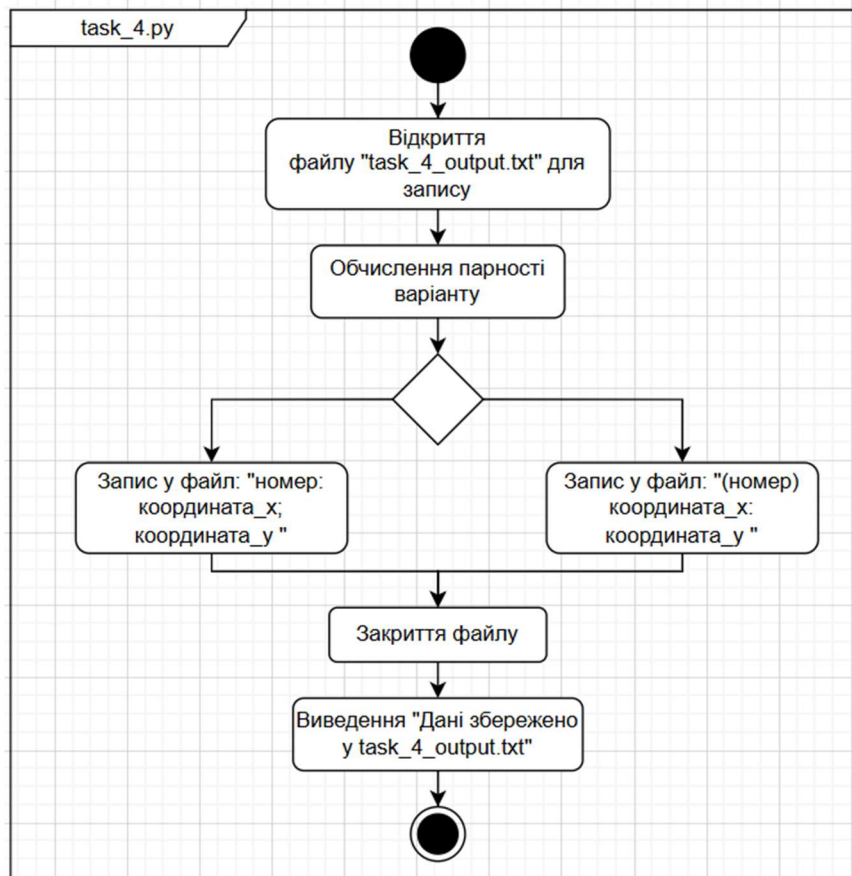 task_4.py
Відкриття
файлу "task_4_output.txt" для
запису
Обчислення парності
варіанту
Запис у файл: "номер:
координата_x;
координата_y "
Запис у файл: "(номер)
координата_x:
координата_y "
Закриття файлу
Виведення "Дані збережено
у task_4_output.txt"